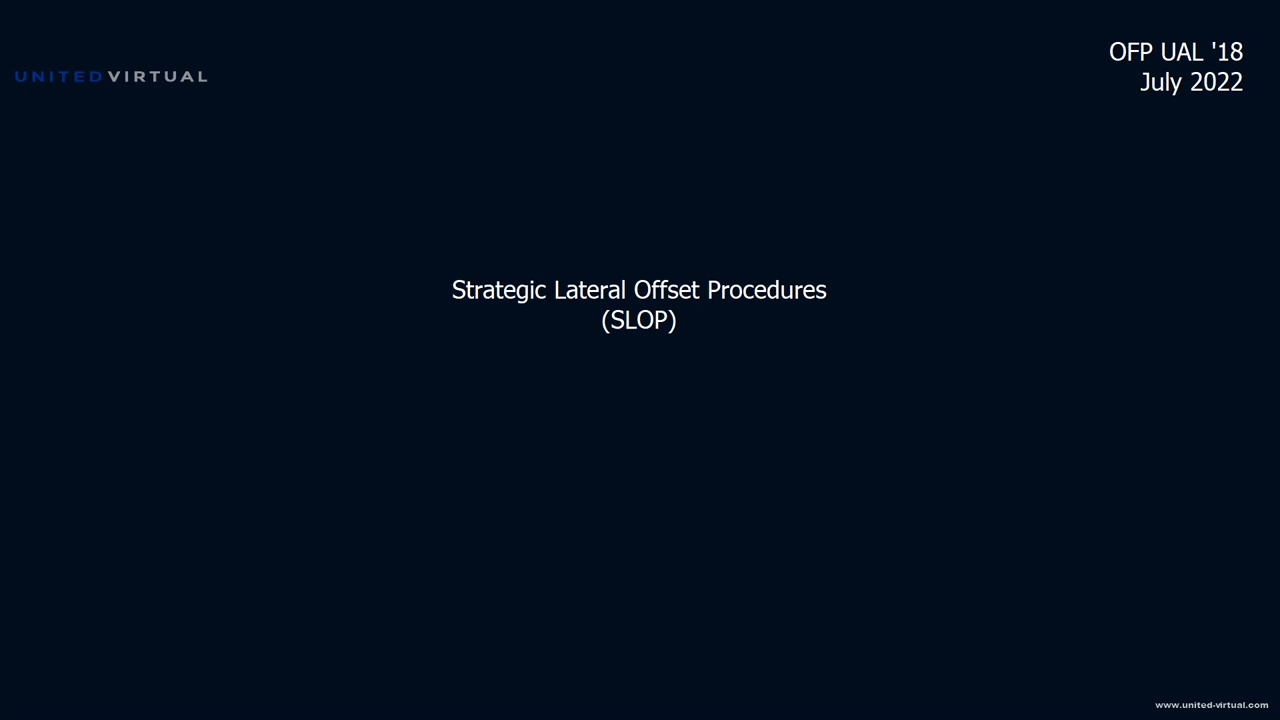 OFP UAL '18
July 2022
UNITEDVIRTUAL
Strategic Lateral Offset Procedures
(SLOP)
www.united-virtual.com